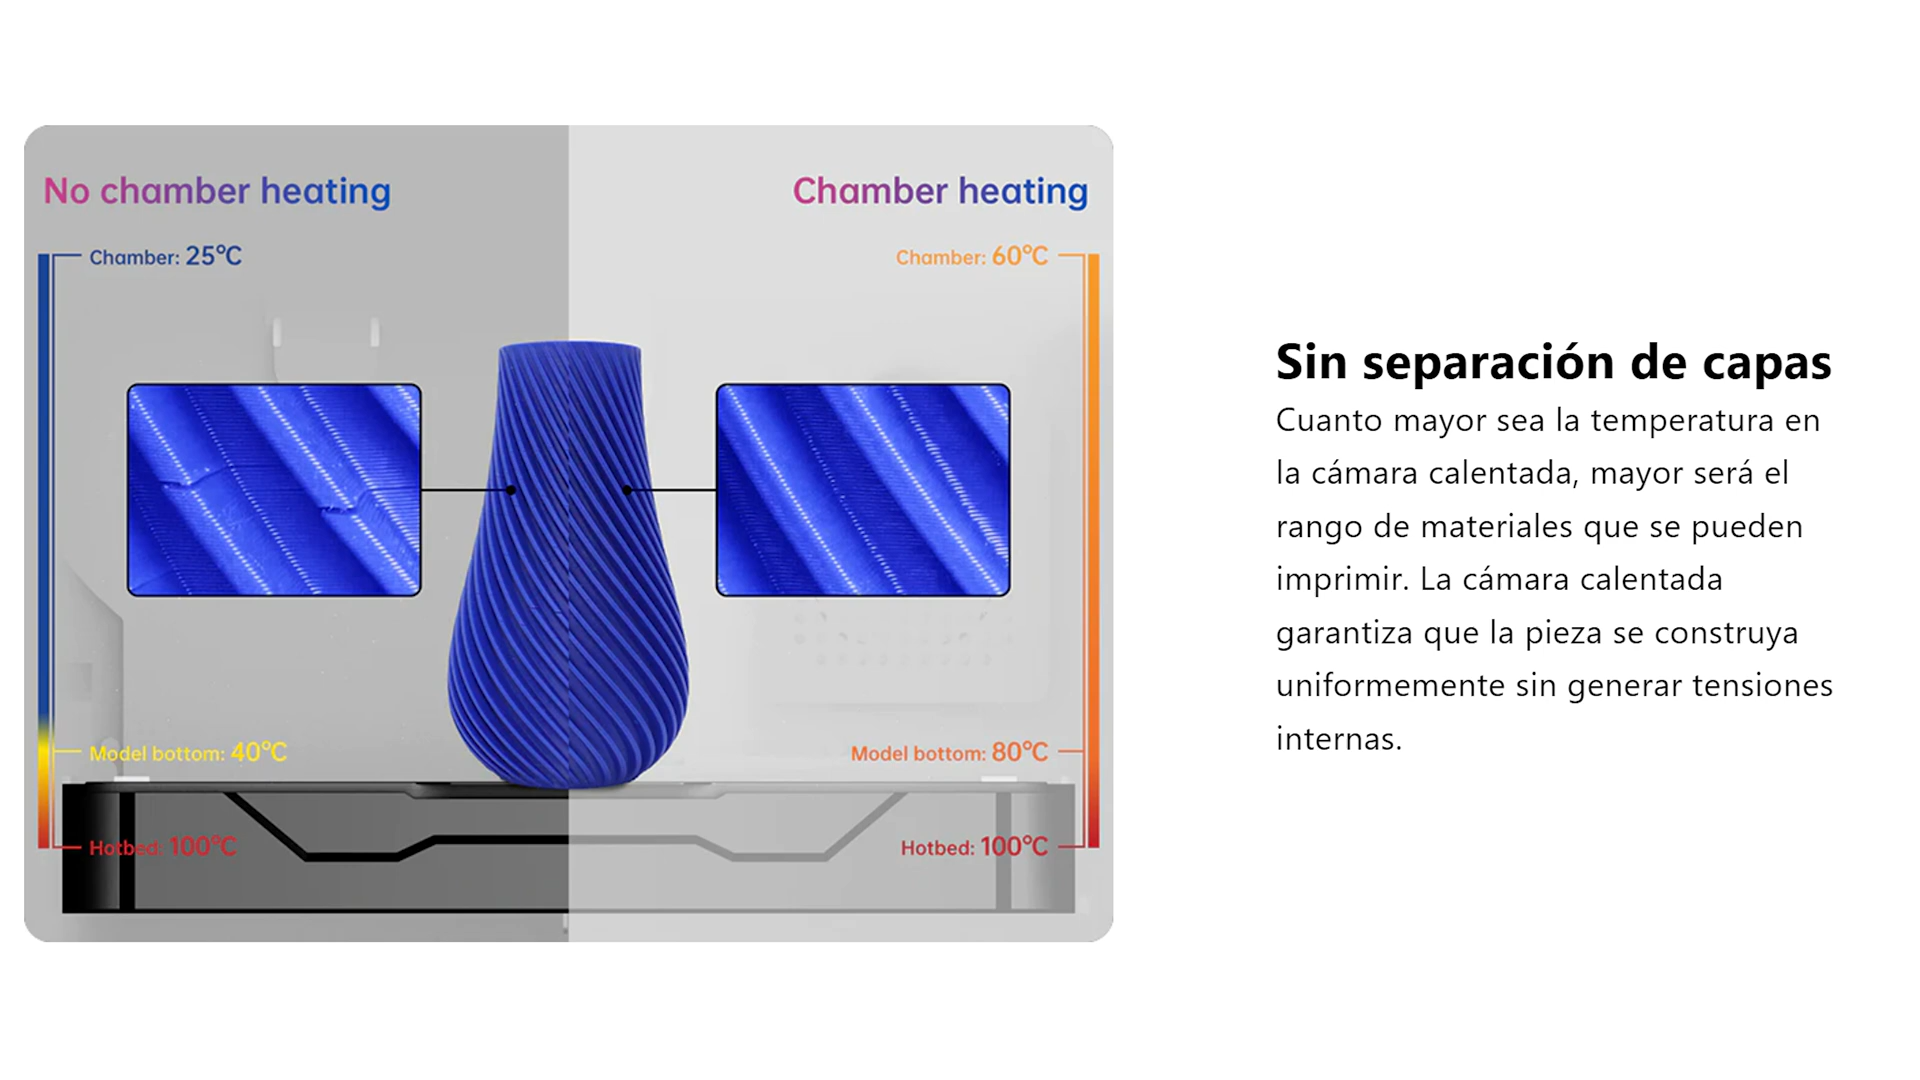 No chamber heating
Chamber heating
Chamber: 25℃
Chamber: 60℃
Model bottom: 40℃
Model bottom: 80℃
Hotbed: 100℃
Hotbed: 100℃
Sin separación de capas
Cuanto mayor sea la temperatura en
la cámara calentada, mayor será el
rango de materiales que se pueden
imprimir. La cámara calentada
garantiza que la pieza se construya
uniformemente sin generar tensiones
internas.